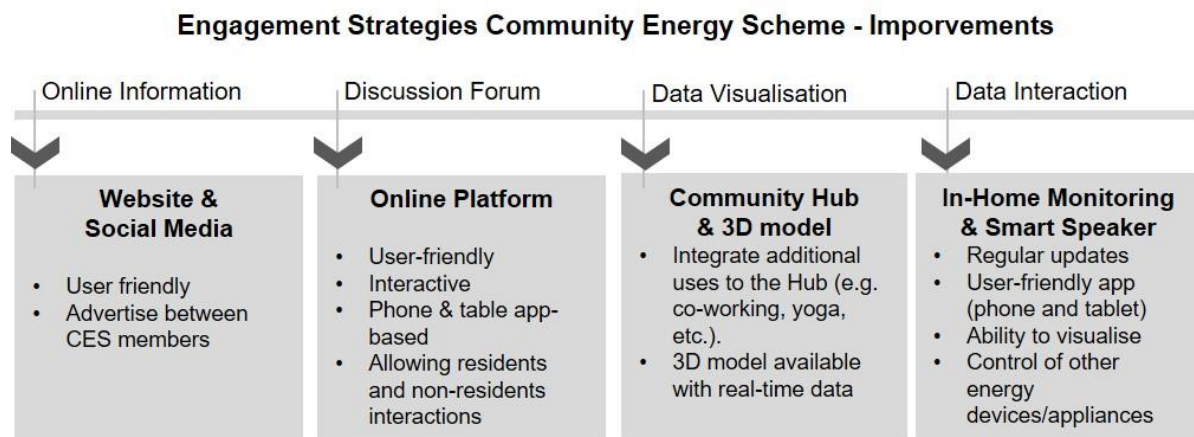 Engagement Strategies Community Energy Scheme - Imporvements
Online Information
Discussion Forum
Data Visualisation
Data Interaction
Website &
Social Media
• User friendly
• Advertise between
CES members
Online Platform
• User-friendly
• Interactive
• Phone & table app-
based
• Allowing residents
and non-residents
interactions
Community Hub
& 3D model
• Integrate additional
uses to the Hub (e.g.
co-working, yoga,
etc.).
• 3D model available
with real-time data
In-Home Monitoring
& Smart Speaker
• Regular updates
• User-friendly app
(phone and tablet)
• Ability to visualise
• Control of other
energy
devices/appliances